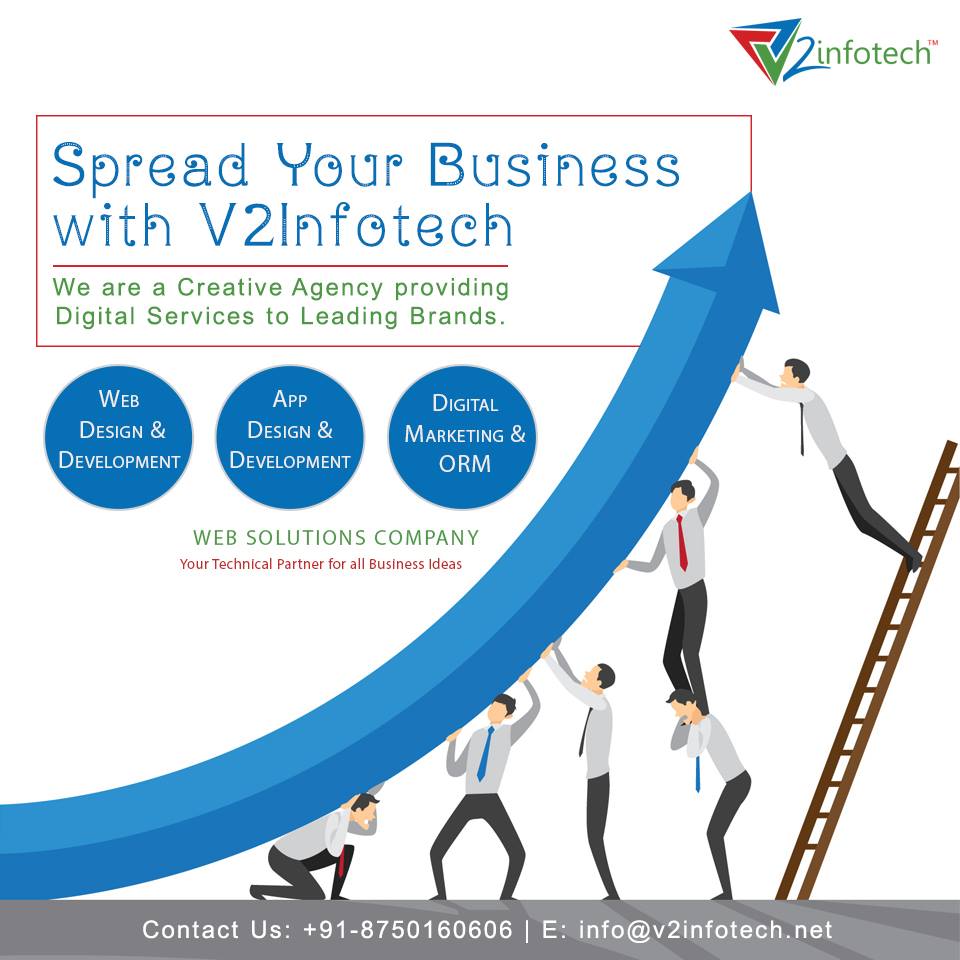 V2infotech™
Spread Your Business
with V2Infotech
We are a Creative Agency providing
Digital Services to Leading Brands.
Web
Design &
Development
App
Design &
Development
Digital
Marketing &
ORM
WEB SOLUTIONS COMPANY
Your Technical Partner for all Business Ideas
Contact Us: +91-8750160606 | E: info@v2infotech.net